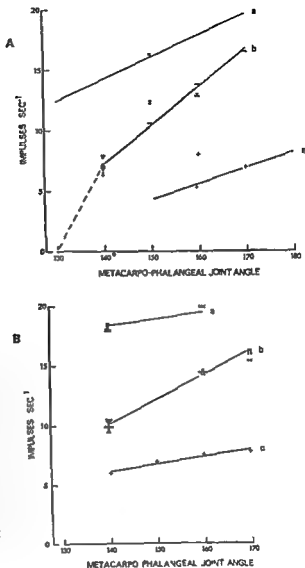 A
20
15
10
5
0
IMPULSES SEC⁻¹
a
b
130 140° 150 160 170 180
METACARPO-PHALANGEAL JOINT ANGLE
B
20
15
10
5
0
IMPULSES SEC⁻¹
a
b
c
130 140 150 160 170
METACARPO PHALANGEAL JOINT ANGLE